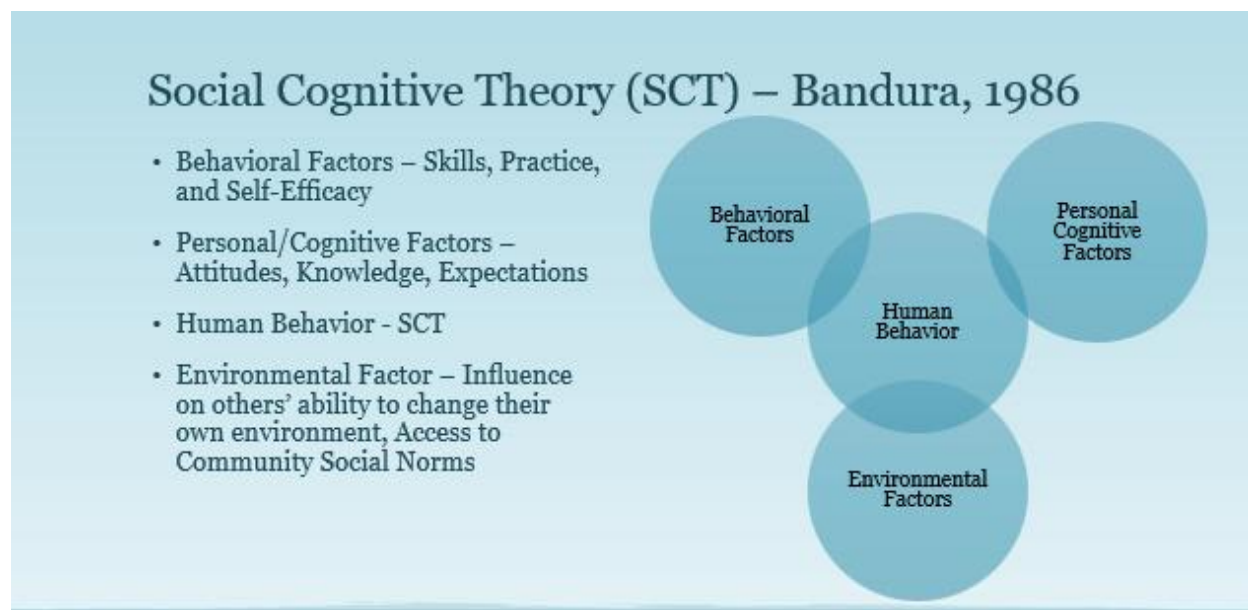 Social Cognitive Theory (SCT) – Bandura, 1986
• Behavioral Factors – Skills, Practice,
and Self-Efficacy
• Personal/Cognitive Factors –
Attitudes, Knowledge, Expectations
• Human Behavior - SCT
• Environmental Factor – Influence
on others’ ability to change their
own environment, Access to
Community Social Norms
Behavioral
Factors
Personal
Cognitive
Factors
Human
Behavior
Environmental
Factors